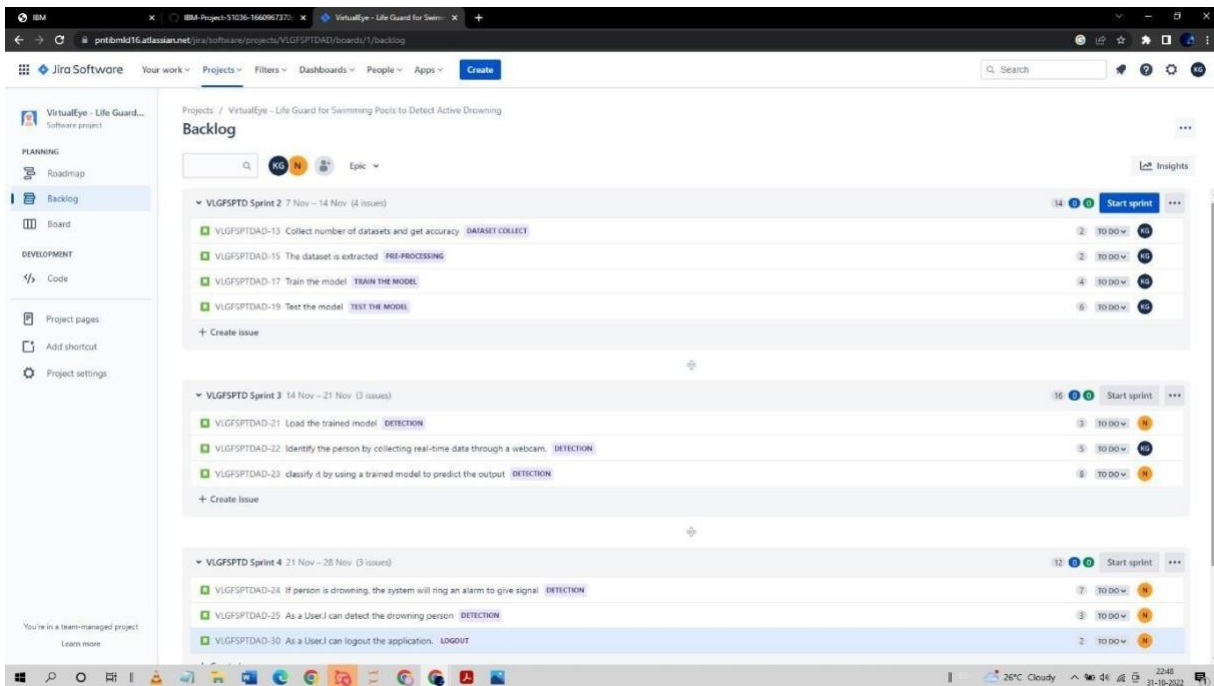 IBM
IBM-Project-51036-1660967370
VirtualEye - Life Guard for Swimm
pntibmid16.atlassian.net/jira/software/projects/VLGFSPTDAD/boards/1/backlog
Jira Software Your work Projects Filters Dashboards People Apps Create Search KG
VirtualEye - Life Guard...
Software project
PLANNING
Roadmap
Backlog
Board
DEVELOPMENT
Code
Project pages
Add shortcut
Project settings
You're in a team-managed project
Learn more
Projects / VirtualEye - Life Guard for Swimming Pools to Detect Active Drowning
Backlog
KG N Epic Insights
VLGFSPTD Sprint 2 7 Nov – 14 Nov (4 issues) 14 0 0 Start sprint
VLGFSPTDAD-13 Collect number of datasets and get accuracy DATASET COLLECT 2 TO DO KG
VLGFSPTDAD-15 The dataset is extracted PRE-PROCESSING 2 TO DO KG
VLGFSPTDAD-17 Train the model TRAIN THE MODEL 4 TO DO KG
VLGFSPTDAD-19 Test the model TEST THE MODEL 6 TO DO KG
+ Create issue
VLGFSPTD Sprint 3 14 Nov – 21 Nov (3 issues) 16 0 0 Start sprint
VLGFSPTDAD-21 Load the trained model DETECTION 3 TO DO N
VLGFSPTDAD-22 Identify the person by collecting real-time data through a webcam. DETECTION 5 TO DO KG
VLGFSPTDAD-23 classify it by using a trained model to predict the output DETECTION 8 TO DO N
+ Create issue
VLGFSPTD Sprint 4 21 Nov – 28 Nov (3 issues) 12 0 0 Start sprint
VLGFSPTDAD-24 If person is drowning, the system will ring an alarm to give signal DETECTION 7 TO DO N
VLGFSPTDAD-25 As a User,I can detect the drowning person DETECTION 3 TO DO N
VLGFSPTDAD-30 As a User,I can logout the application. LOGOUT 2 TO DO N
26°C Cloudy 22:48
31-10-2022